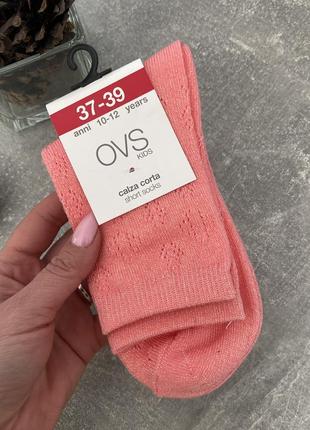 37-39
anni 10-12 years
OVS
KIDS
calza corta
short socks